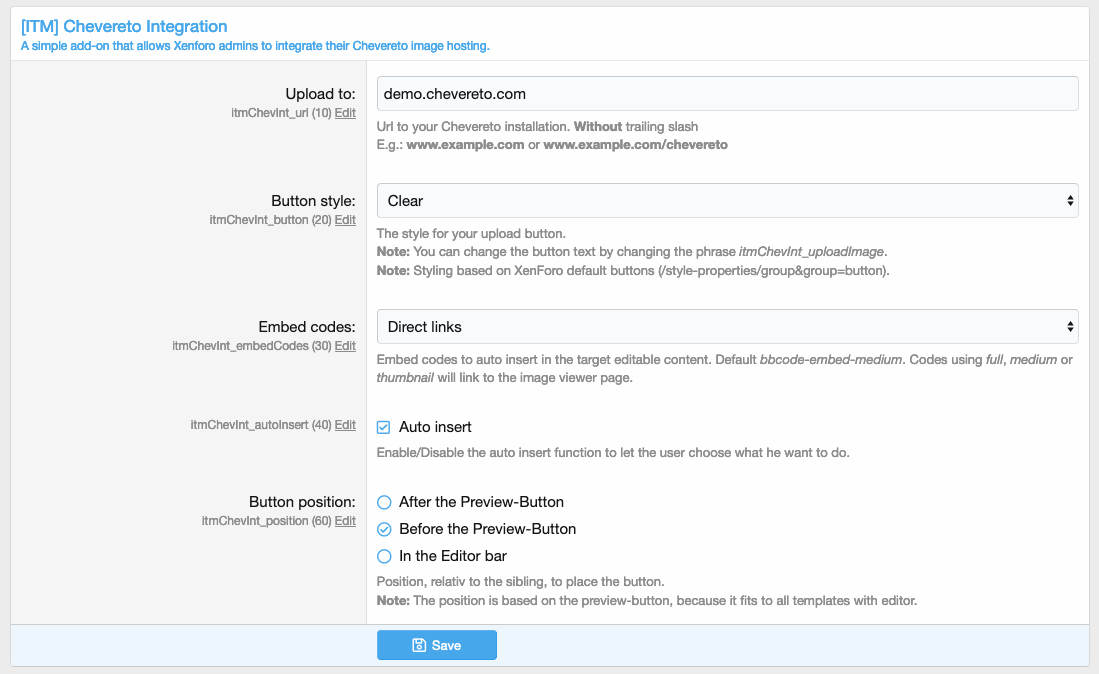 [ITM] Chevereto Integration
A simple add-on that allows Xenforo admins to integrate their Chevereto image hosting.
Upload to:
itmChevInt_url (10) Edit
demo.chevereto.com
Url to your Chevereto installation. Without trailing slash
E.g.: www.example.com or www.example.com/chevereto
Button style:
itmChevInt_button (20) Edit
Clear
The style for your upload button.
Note: You can change the button text by changing the phrase itmChevInt_uploadImage.
Note: Styling based on XenForo default buttons (/style-properties/group&group=button).
Embed codes:
itmChevInt_embedCodes (30) Edit
Direct links
Embed codes to auto insert in the target editable content. Default bbcode-embed-medium. Codes using full, medium or
thumbnail will link to the image viewer page.
itmChevInt_autoInsert (40) Edit
Auto insert
Enable/Disable the auto insert function to let the user choose what he want to do.
Button position:
itmChevInt_position (60) Edit
After the Preview-Button
Before the Preview-Button
In the Editor bar
Position, relativ to the sibling, to place the button.
Note: The position is based on the preview-button, because it fits to all templates with editor.
Save